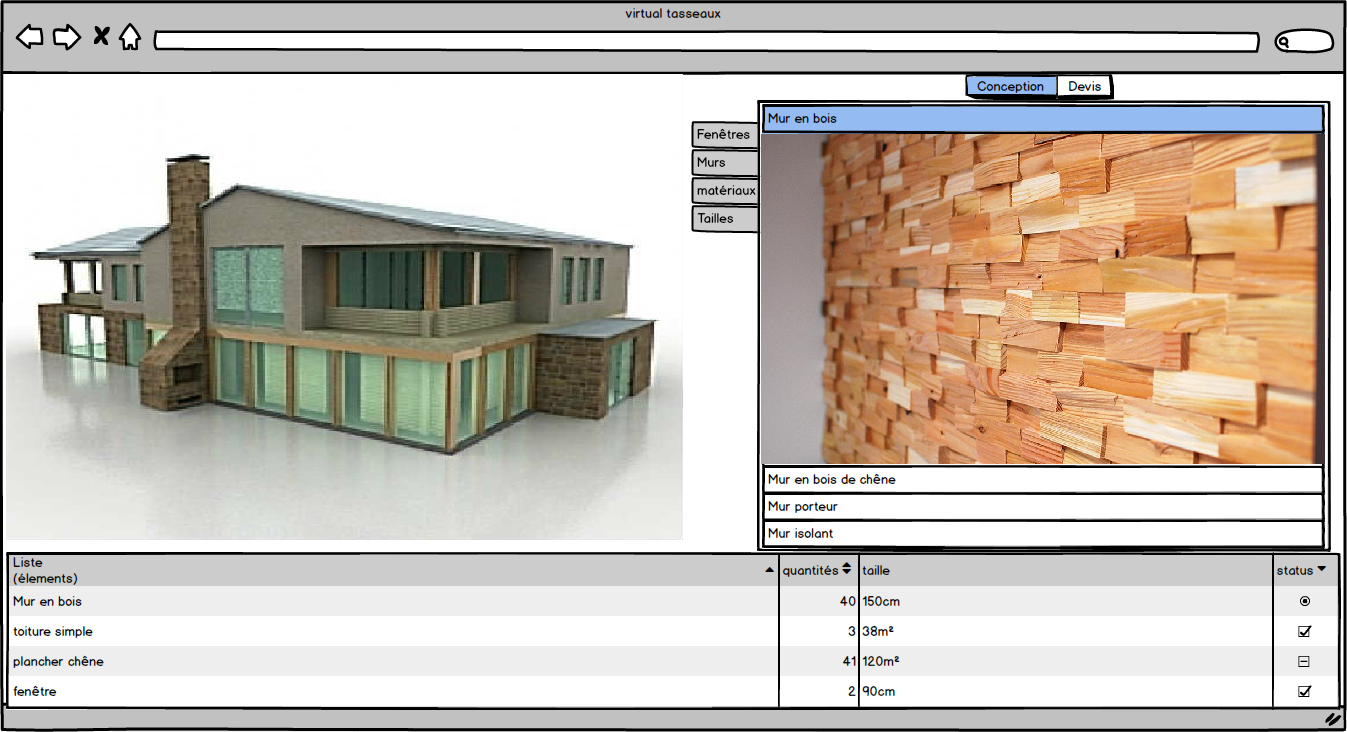 virtual tasseaux
Conception Devis
Fenêtres
Murs
matériaux
Tailles
Mur en bois
Mur en bois de chêne
Mur porteur
Mur isolant
Liste
(élements) quantités taille status
Mur en bois 40 150cm
toiture simple 3 38m²
plancher chêne 41 120m²
fenêtre 2 90cm